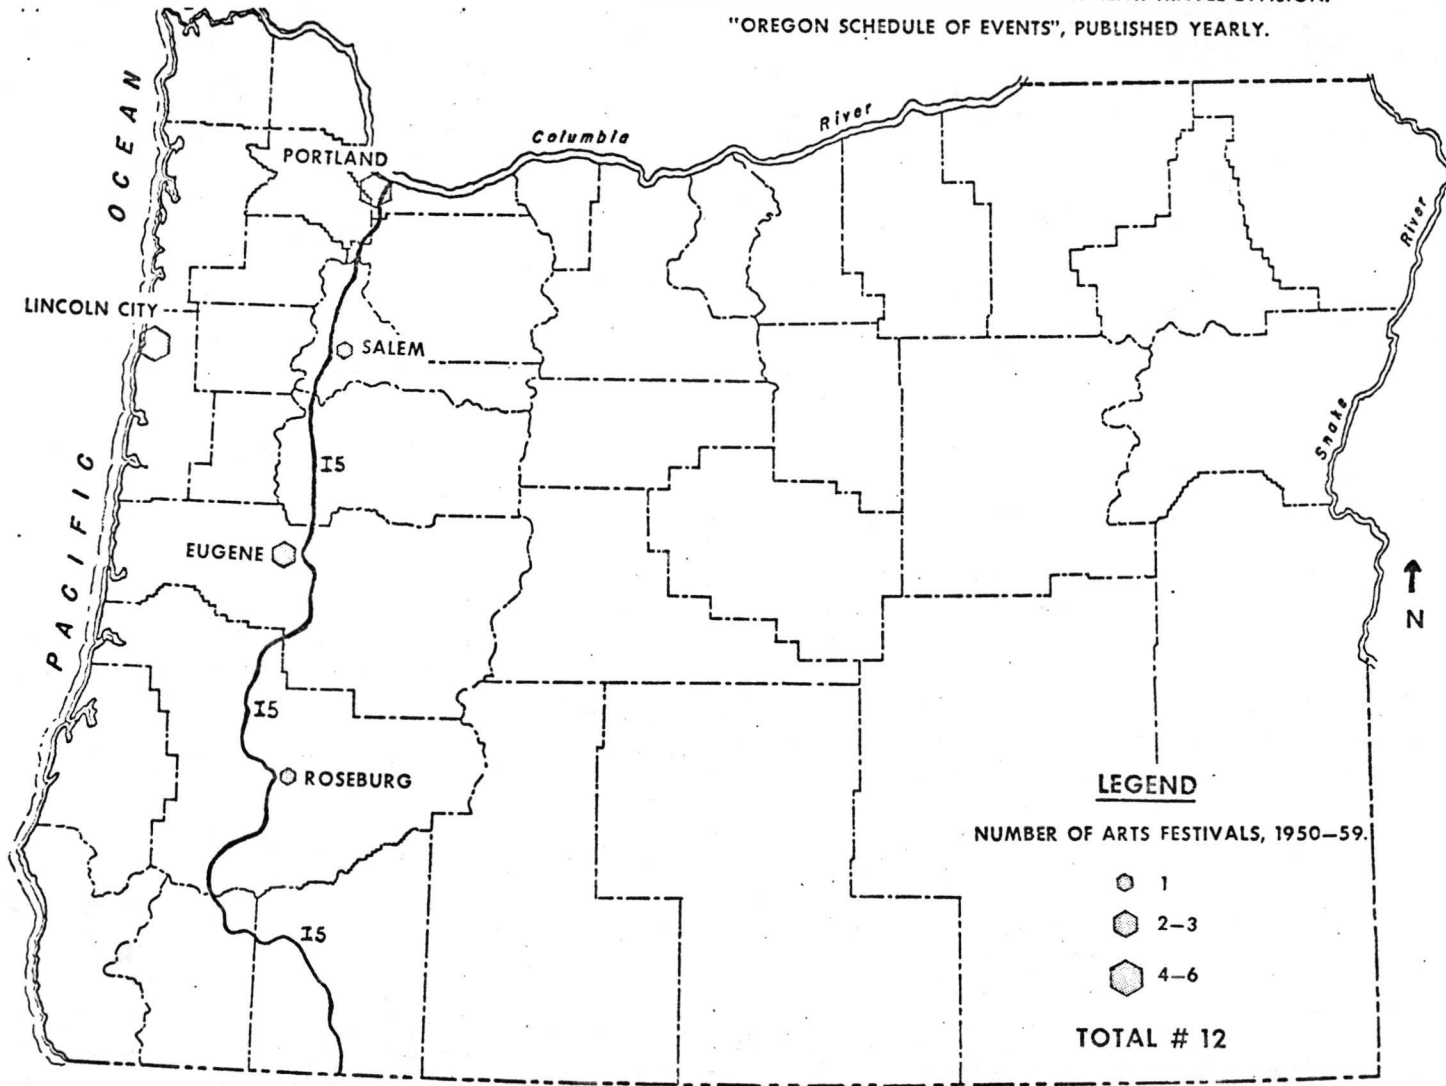 "OREGON SCHEDULE OF EVENTS", PUBLISHED YEARLY.
OCEAN
PORTLAND
Columbia
River
River
LINCOLN CITY
SALEM
I5
Snake
PACIFIC
EUGENE
N
I5
ROSEBURG
LEGEND
NUMBER OF ARTS FESTIVALS, 1950–59.
1
I5
2–3
4–6
TOTAL # 12